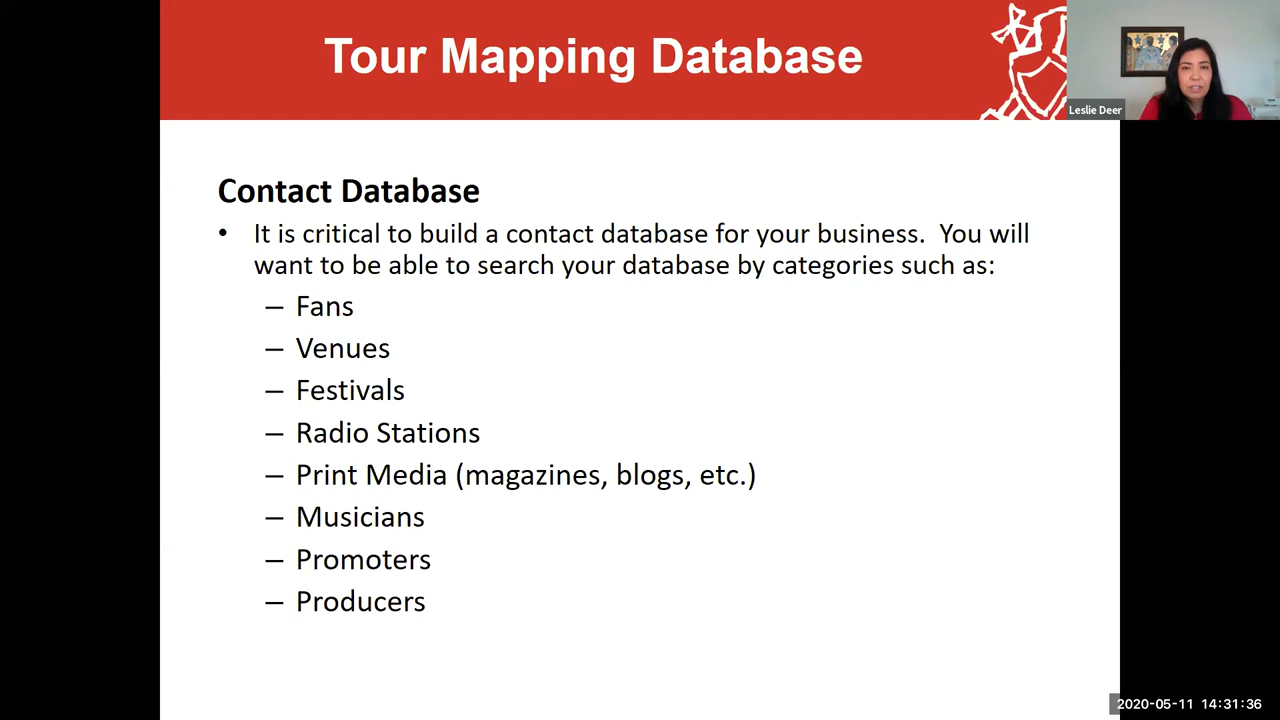 Tour Mapping Database
Leslie Deer
Contact Database
• It is critical to build a contact database for your business.  You will
want to be able to search your database by categories such as:
– Fans
– Venues
– Festivals
– Radio Stations
– Print Media (magazines, blogs, etc.)
– Musicians
– Promoters
– Producers
2020-05-11 14:31:36